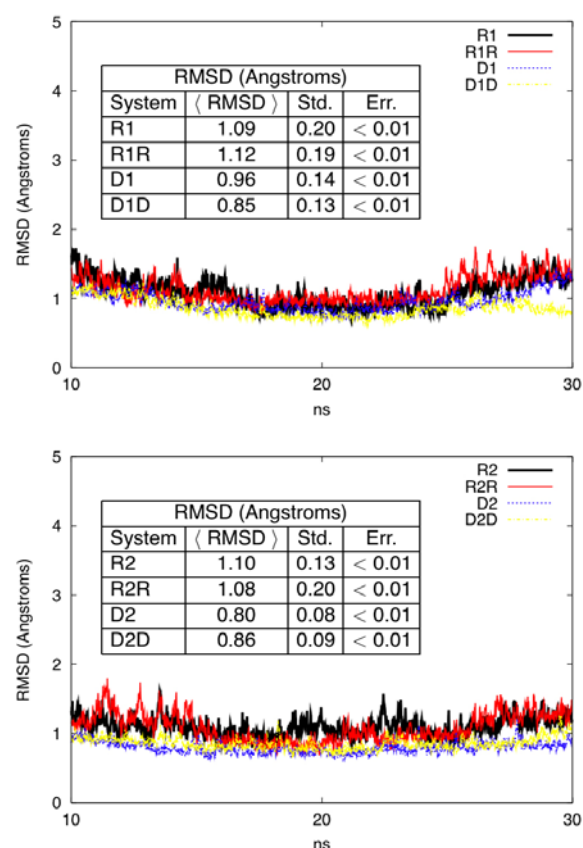 R1
R1R
D1
D1D
RMSD (Angstroms)
System ⟨ RMSD ⟩ Std. Err.
R1 1.09 0.20 < 0.01
R1R 1.12 0.19 < 0.01
D1 0.96 0.14 < 0.01
D1D 0.85 0.13 < 0.01
RMSD (Angstroms)
5
4
3
2
1
0
10 20 30
ns
R2
R2R
D2
D2D
RMSD (Angstroms)
System ⟨ RMSD ⟩ Std. Err.
R2 1.10 0.13 < 0.01
R2R 1.08 0.20 < 0.01
D2 0.80 0.08 < 0.01
D2D 0.86 0.09 < 0.01
RMSD (Angstroms)
5
4
3
2
1
0
10 20 30
ns